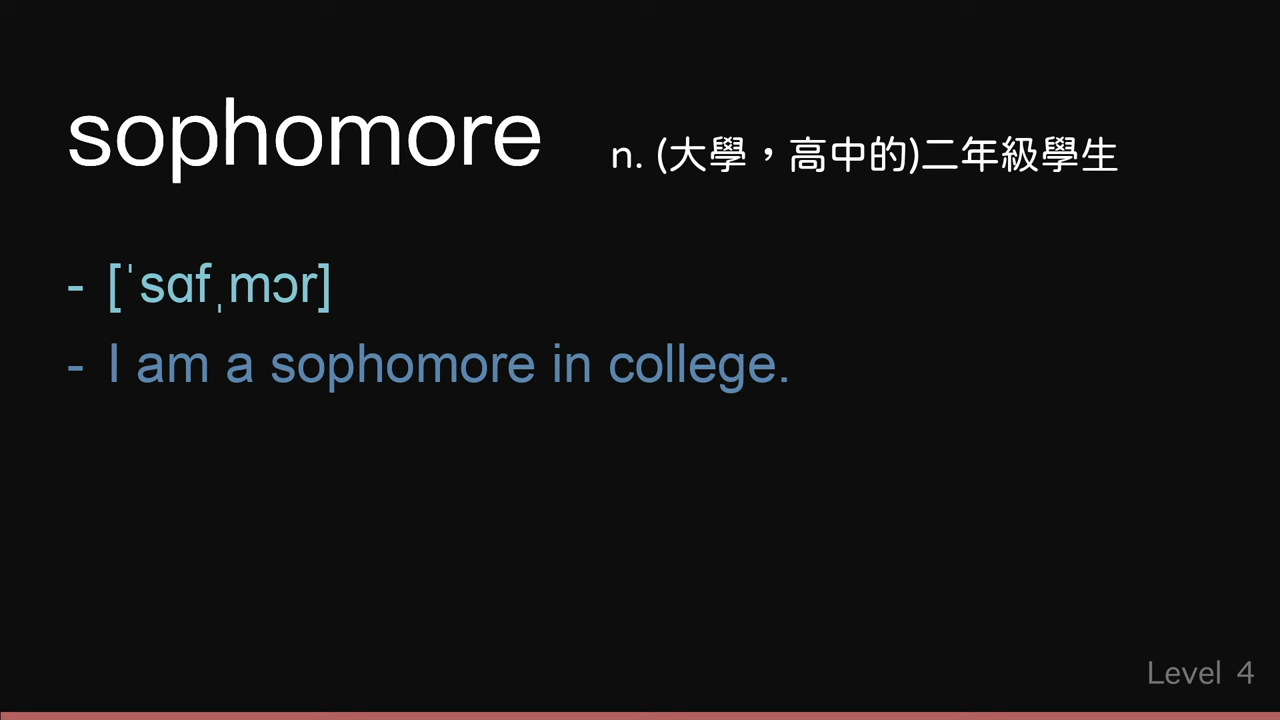 sophomore n. (大學，高中的)二年級學生
- [ˈsɑfˌmɔr]
- I am a sophomore in college.
Level 4